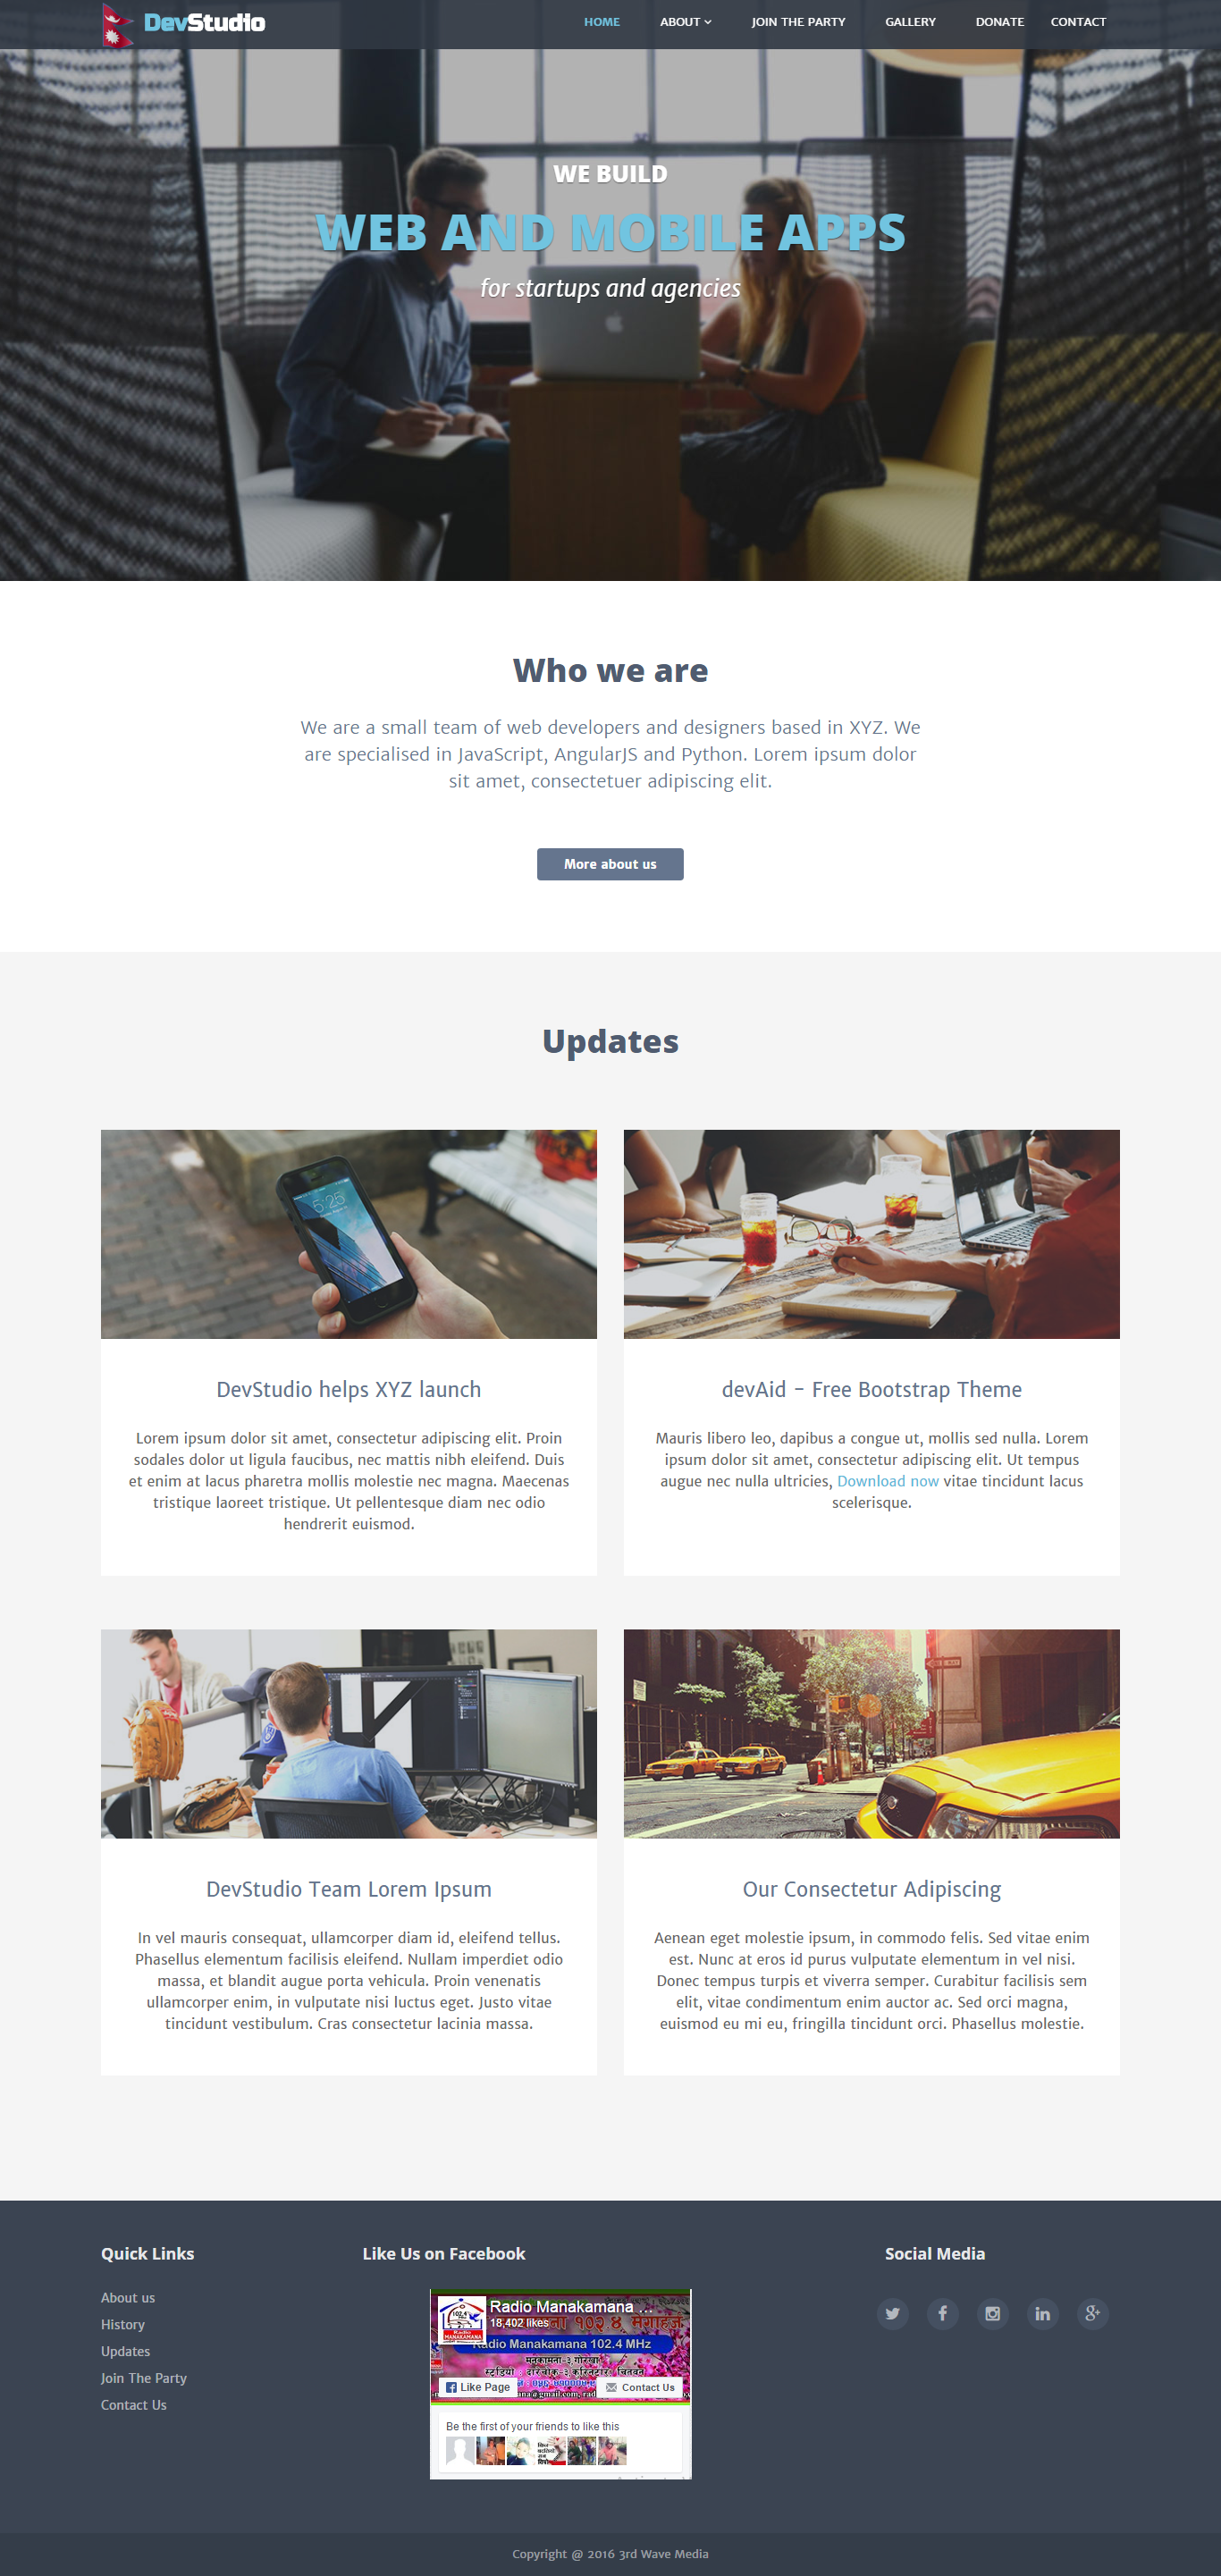 DevStudio
HOME
ABOUT
JOIN THE PARTY
GALLERY
DONATE
CONTACT
WE BUILD
WEB AND MOBILE APPS
for startups and agencies
Who we are
We are a small team of web developers and designers based in XYZ. We
are specialised in JavaScript, AngularJS and Python. Lorem ipsum dolor
sit amet, consectetuer adipiscing elit.
More about us
Updates
5:25
DevStudio helps XYZ launch
Lorem ipsum dolor sit amet, consectetur adipiscing elit. Proin
sodales dolor ut ligula faucibus, nec mattis nibh eleifend. Duis
et enim at lacus pharetra mollis molestie nec magna. Maecenas
tristique laoreet tristique. Ut pellentesque diam nec odio
hendrerit euismod.
devAid - Free Bootstrap Theme
Mauris libero leo, dapibus a congue ut, mollis sed nulla. Lorem
ipsum dolor sit amet, consectetur adipiscing elit. Ut tempus
augue nec nulla ultricies, Download now vitae tincidunt lacus
scelerisque.
DevStudio Team Lorem Ipsum
In vel mauris consequat, ullamcorper diam id, eleifend tellus.
Phasellus elementum facilisis eleifend. Nullam imperdiet odio
massa, et blandit augue porta vehicula. Proin venenatis
ullamcorper enim, in vulputate nisi luctus eget. Justo vitae
tincidunt vestibulum. Cras consectetur lacinia massa.
Our Consectetur Adipiscing
Aenean eget molestie ipsum, in commodo felis. Sed vitae enim
est. Nunc at eros id purus vulputate elementum in vel nisi.
Donec tempus turpis et viverra semper. Curabitur facilisis sem
elit, vitae condimentum enim auctor ac. Sed orci magna,
euismod eu mi eu, fringilla tincidunt orci. Phasellus molestie.
Quick Links
About us
History
Updates
Join The Party
Contact Us
Like Us on Facebook
Radio Manakamana ...
18,402 likes
१०२.४ मेगाहर्ज
102.4
Radio
MANAKAMANA
Radio Manakamana 102.4 MHz
मनकामना-३,गोरखा
Like Page
Contact Us
Be the first of your friends to like this
Social Media
Copyright @ 2016 3rd Wave Media